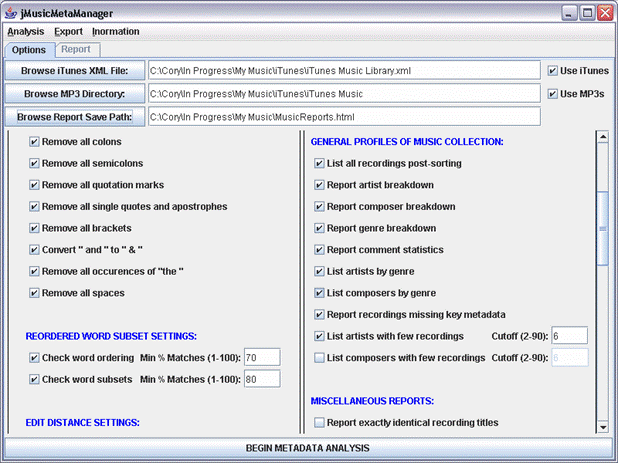 jMusicMetaManager
Analysis Export Inormation
Options Report
Browse iTunes XML File: C:\Cory\In Progress\My Music\iTunes\iTunes Music Library.xml Use iTunes
Browse MP3 Directory: C:\Cory\In Progress\My Music\iTunes\iTunes Music Use MP3s
Browse Report Save Path: C:\Cory\In Progress\My Music\MusicReports.html
Remove all colons
Remove all semicolons
Remove all quotation marks
Remove all single quotes and apostrophes
Remove all brackets
Convert " and " to " & "
Remove all occurences of "the "
Remove all spaces
REORDERED WORD SUBSET SETTINGS:
Check word ordering Min % Matches (1-100): 70
Check word subsets Min % Matches (1-100): 80
EDIT DISTANCE SETTINGS:
GENERAL PROFILES OF MUSIC COLLECTION:
List all recordings post-sorting
Report artist breakdown
Report composer breakdown
Report genre breakdown
Report comment statistics
List artists by genre
List composers by genre
Report recordings missing key metadata
List artists with few recordings Cutoff (2-90): 6
List composers with few recordings Cutoff (2-90): 6
MISCELLANEOUS REPORTS:
Report exactly identical recording titles
BEGIN METADATA ANALYSIS